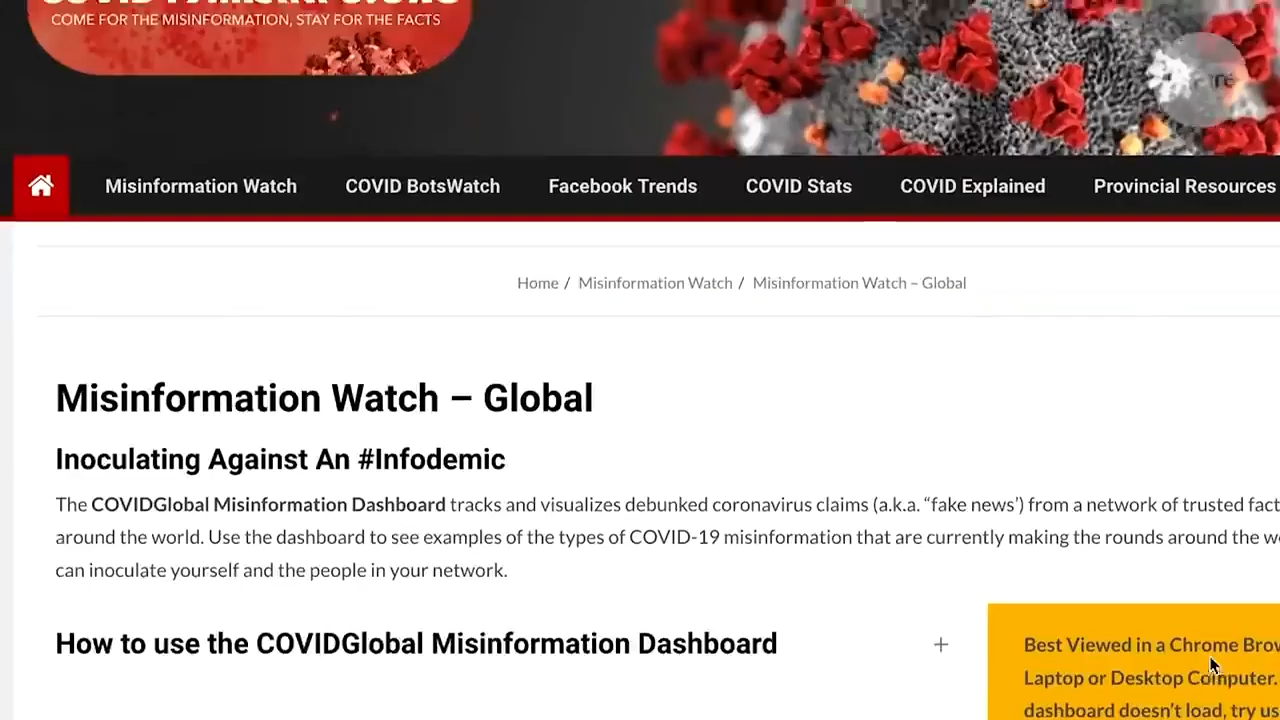 COME FOR THE MISINFORMATION, STAY FOR THE FACTS
Misinformation Watch COVID BotsWatch Facebook Trends COVID Stats COVID Explained Provincial Resources
Home / Misinformation Watch / Misinformation Watch – Global
Misinformation Watch – Global
Inoculating Against An #Infodemic
The COVIDGlobal Misinformation Dashboard tracks and visualizes debunked coronavirus claims (a.k.a. “fake news’) from a network of trusted fact
around the world. Use the dashboard to see examples of the types of COVID-19 misinformation that are currently making the rounds around the
can inoculate yourself and the people in your network.
How to use the COVIDGlobal Misinformation Dashboard +
Best Viewed in a Chrome
Laptop or Desktop Computer.
dashboard doesn't load, try